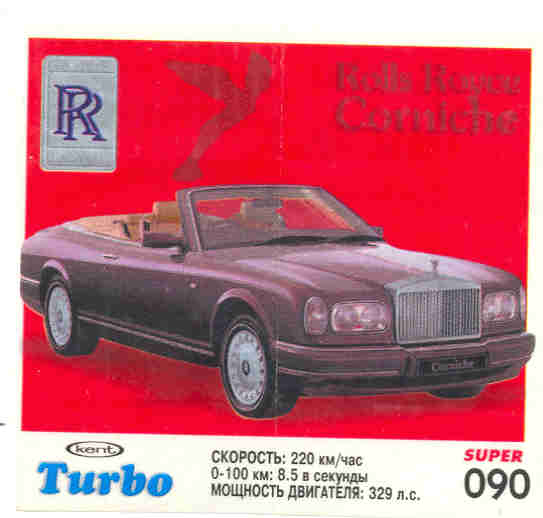 RR
Rolls Royce
Corniche
Corniche
kent
Turbo
СКОРОСТЬ: 220 км/час
0-100 км: 8.5 в секунды
МОЩНОСТЬ ДВИГАТЕЛЯ: 329 л.с.
SUPER
090